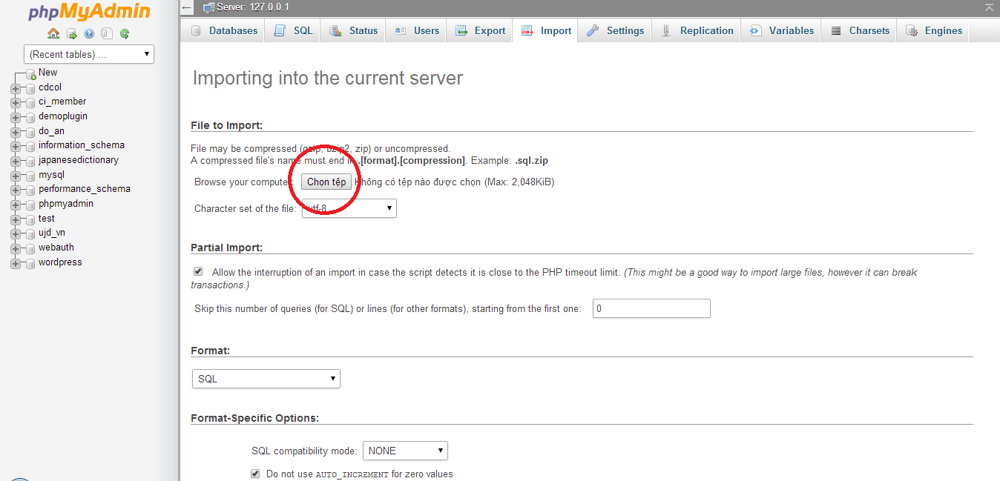 phpMyAdmin
Server: 127.0.0.1
Databases SQL Status Users Export Import Settings Replication Variables Charsets Engines
(Recent tables) ...
New
cdcol
ci_member
demoplugin
do_an
information_schema
japanesedictionary
mysql
performance_schema
phpmyadmin
test
ujd_vn
webauth
wordpress
Importing into the current server
File to Import:
File may be compressed (gzip, bzip2, zip) or uncompressed.
A compressed file's name must end in .[format].[compression]. Example: .sql.zip
Browse your computer: Chọn tệp Không có tệp nào được chọn (Max: 2,048KiB)
Character set of the file: utf-8
Partial Import:
Allow the interruption of an import in case the script detects it is close to the PHP timeout limit. (This might be a good way to import large files, however it can break
transactions.)
Skip this number of queries (for SQL) or lines (for other formats), starting from the first one: 0
Format:
SQL
Format-Specific Options:
SQL compatibility mode: NONE
Do not use AUTO_INCREMENT for zero values